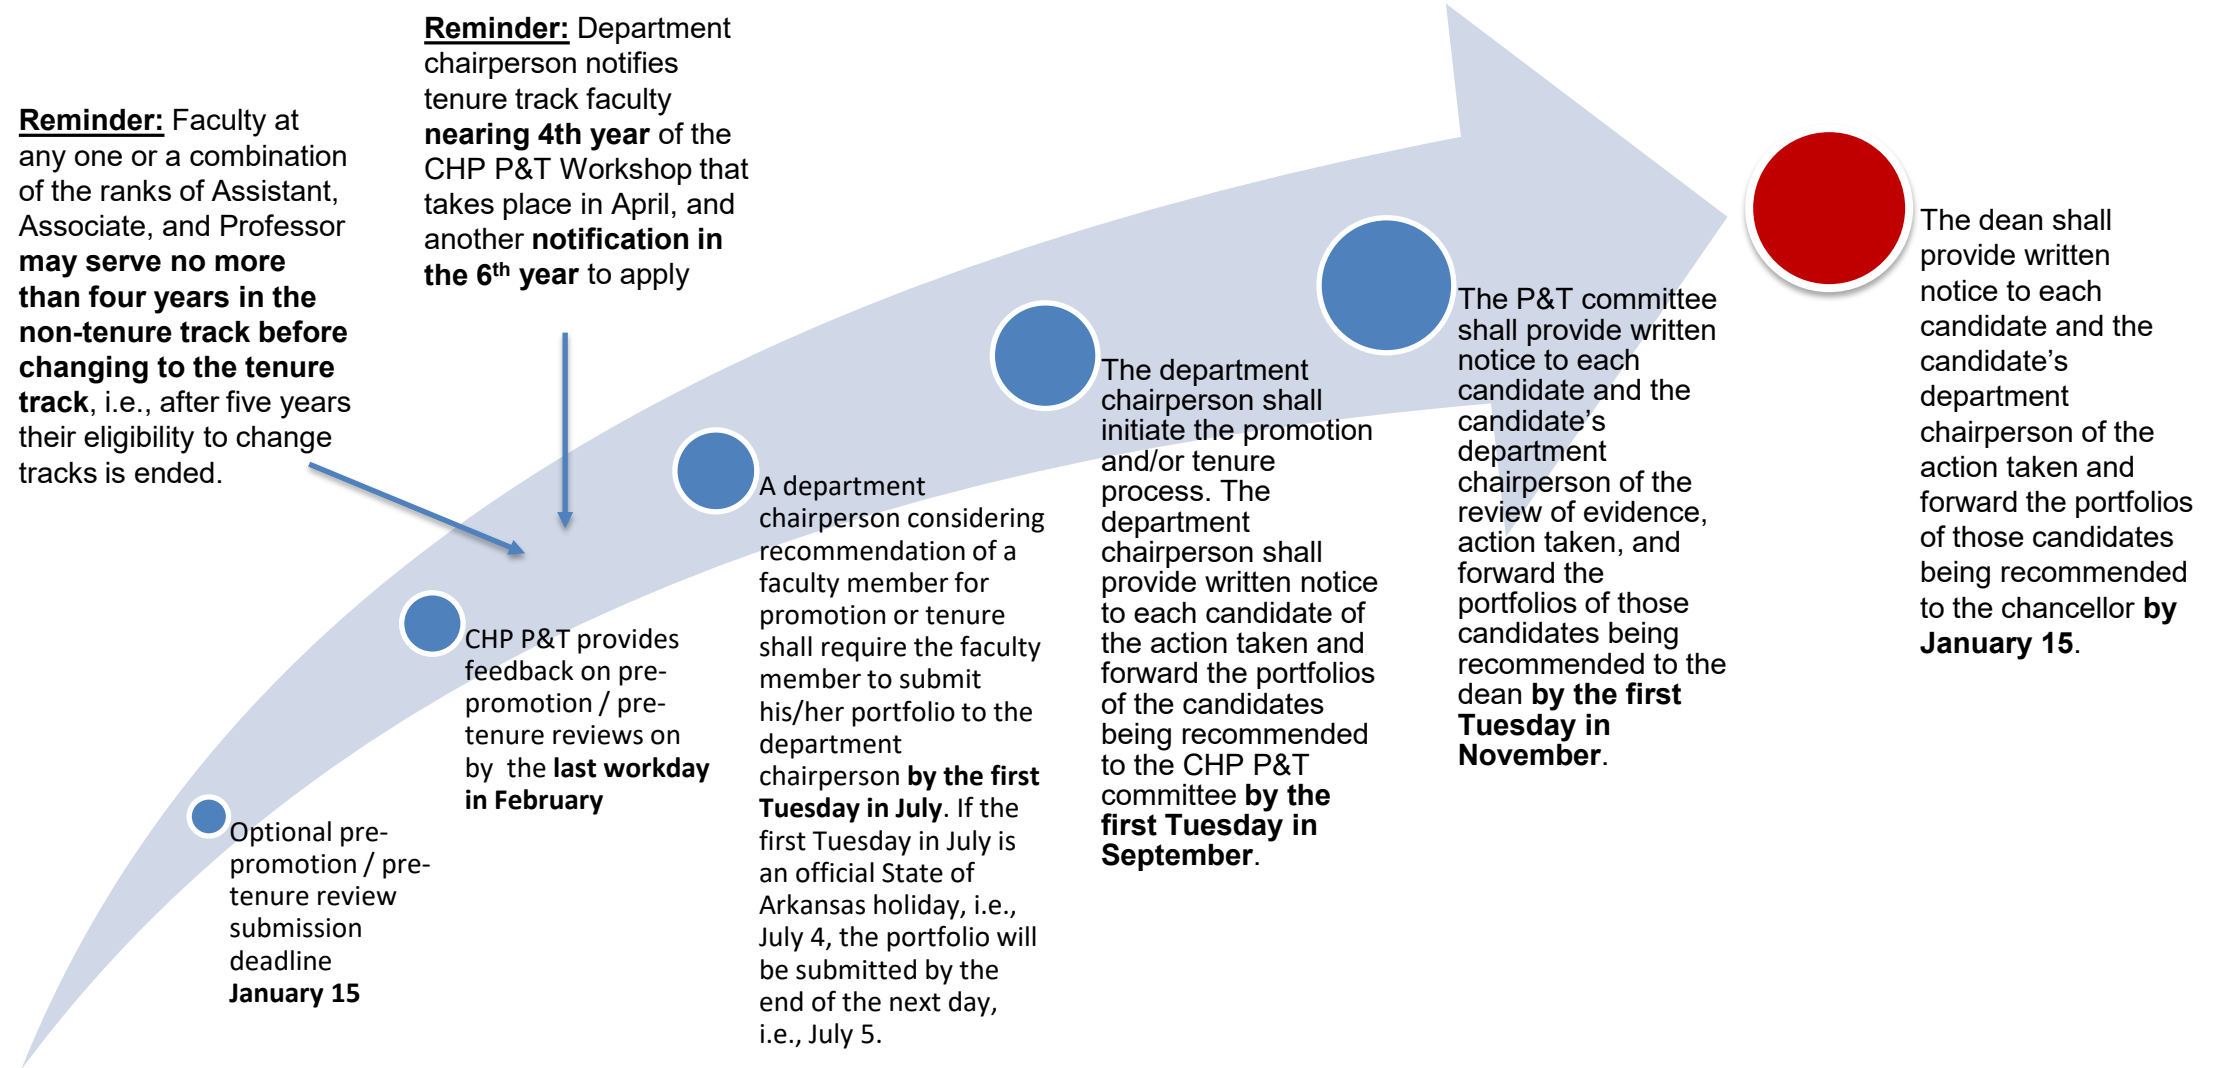 Reminder: Faculty at
any one or a combination
of the ranks of Assistant,
Associate, and Professor
may serve no more
than four years in the
non-tenure track before
changing to the tenure
track, i.e., after five years
their eligibility to change
tracks is ended.
Reminder: Department
chairperson notifies
tenure track faculty
nearing 4th year of the
CHP P&T Workshop that
takes place in April, and
another notification in
the 6th year to apply
Optional pre-
promotion / pre-
tenure review
submission
deadline
January 15
CHP P&T provides
feedback on pre-
promotion / pre-
tenure reviews on
by the last workday
in February
A department
chairperson considering
recommendation of a
faculty member for
promotion or tenure
shall require the faculty
member to submit
his/her portfolio to the
department
chairperson by the first
Tuesday in July. If the
first Tuesday in July is
an official State of
Arkansas holiday, i.e.,
July 4, the portfolio will
be submitted by the
end of the next day,
i.e., July 5.
The department
chairperson shall
initiate the promotion
and/or tenure
process. The
department
chairperson shall
provide written notice
to each candidate of
the action taken and
forward the portfolios
of the candidates
being recommended
to the CHP P&T
committee by the
first Tuesday in
September.
The P&T committee
shall provide written
notice to each
candidate and the
candidate’s
department
chairperson of the
review of evidence,
action taken, and
forward the
portfolios of those
candidates being
recommended to the
dean by the first
Tuesday in
November.
The dean shall
provide written
notice to each
candidate and the
candidate’s
department
chairperson of the
action taken and
forward the portfolios
of those candidates
being recommended
to the chancellor by
January 15.